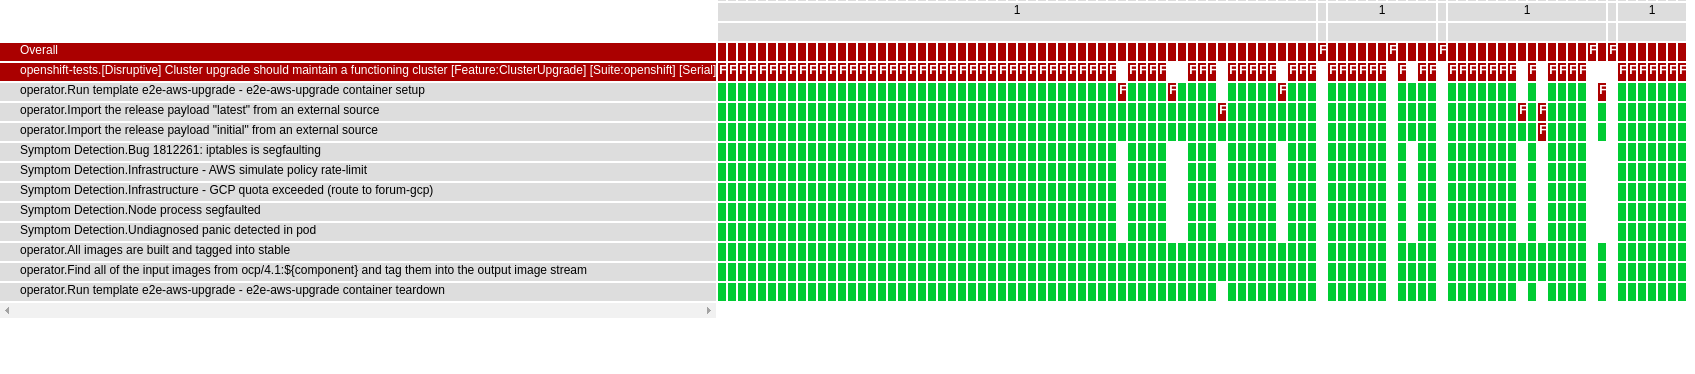 1 1 1 1
Overall F F F F F
openshift-tests.[Disruptive] Cluster upgrade should maintain a functioning cluster [Feature:ClusterUpgrade] [Suite:openshift] [Serial] F F F F F F F F F F F F F F F F F F F F F F F F F F F F F F F F F F F F F F F F F F F F F F F F F F F F F F F F F F F F F F F F F F F F F F F F F F F F F F F F F F F
operator.Run template e2e-aws-upgrade - e2e-aws-upgrade container setup F F F F
operator.Import the release payload "latest" from an external source F F F
operator.Import the release payload "initial" from an external source F
Symptom Detection.Bug 1812261: iptables is segfaulting
Symptom Detection.Infrastructure - AWS simulate policy rate-limit
Symptom Detection.Infrastructure - GCP quota exceeded (route to forum-gcp)
Symptom Detection.Node process segfaulted
Symptom Detection.Undiagnosed panic detected in pod
operator.All images are built and tagged into stable
operator.Find all of the input images from ocp/4.1:${component} and tag them into the output image stream
operator.Run template e2e-aws-upgrade - e2e-aws-upgrade container teardown